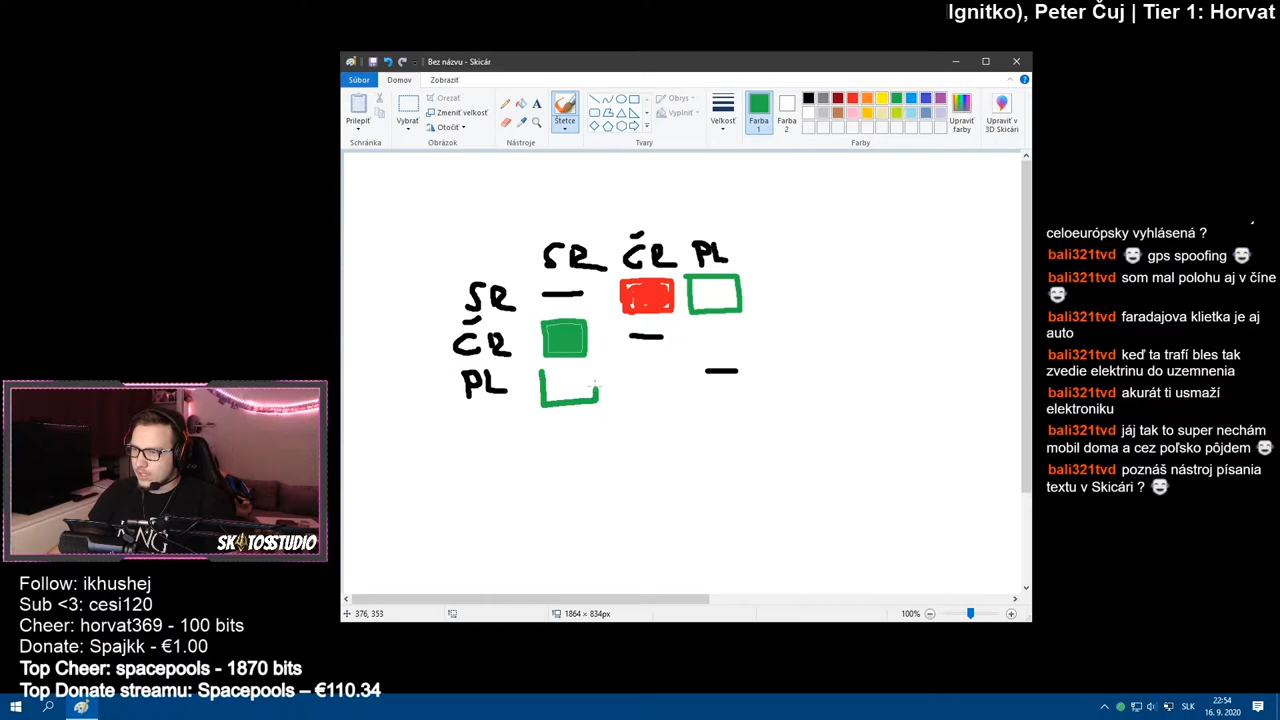 Ignitko), Peter Čuj | Tier 1: Horvat
Bez názvu - Skicár
Súbor Domov Zobraziť
Prilepiť
Vybrať
Orezať
Zmeniť veľkosť
Otočiť
Štetce
Obrys
Vyplniť
Veľkosť
Farba 1
Farba 2
Upraviť farby
Upraviť v 3D Skicári
Schránka Obrázok Nástroje Tvary Farby
SR ČR PL
SR
ČR
PL
376, 353
1864 × 834px
100%
celoeurópsky vyhlásená ?
bali321tvd gps spoofing
bali321tvd som mal polohu aj v číne
bali321tvd faradajova klietka je aj
auto
bali321tvd keď ta trafí bles tak
zvedie elektrinu do uzemnenia
bali321tvd akurát ti usmaží
elektroniku
bali321tvd jáj tak to super nechám
mobil doma a cez poľsko pôjdem
bali321tvd poznáš nástroj písania
textu v Skicári ?
NG
SK TOSSTUDIO
Follow: ikhushej
Sub <3: cesi120
Cheer: horvat369 - 100 bits
Donate: Spajkk - €1.00
Top Cheer: spacepools - 1870 bits
Top Donate streamu: Spacepools – €110.34
SLK
22:54
16. 9. 2020